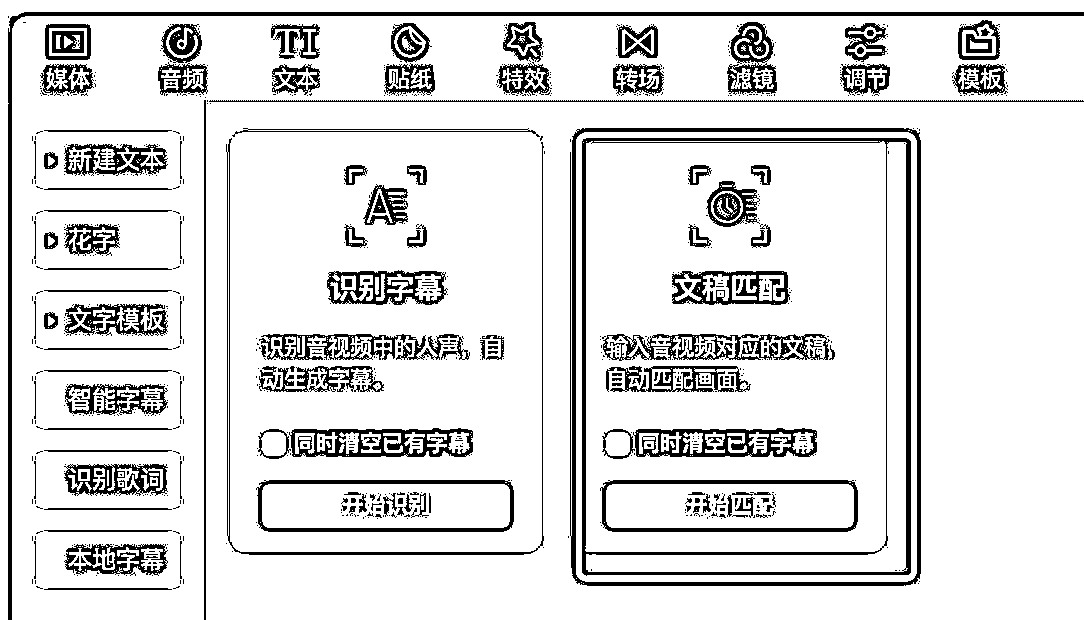 媒体
音频
文本
贴纸
特效
转场
滤镜
调节
模板
新建文本
花字
文字模板
智能字幕
识别歌词
本地字幕
识别字幕
识别音视频中的人声，自
动生成字幕。
同时清空已有字幕
开始识别
文稿匹配
输入音视频对应的文稿，
自动匹配画面。
同时清空已有字幕
开始匹配